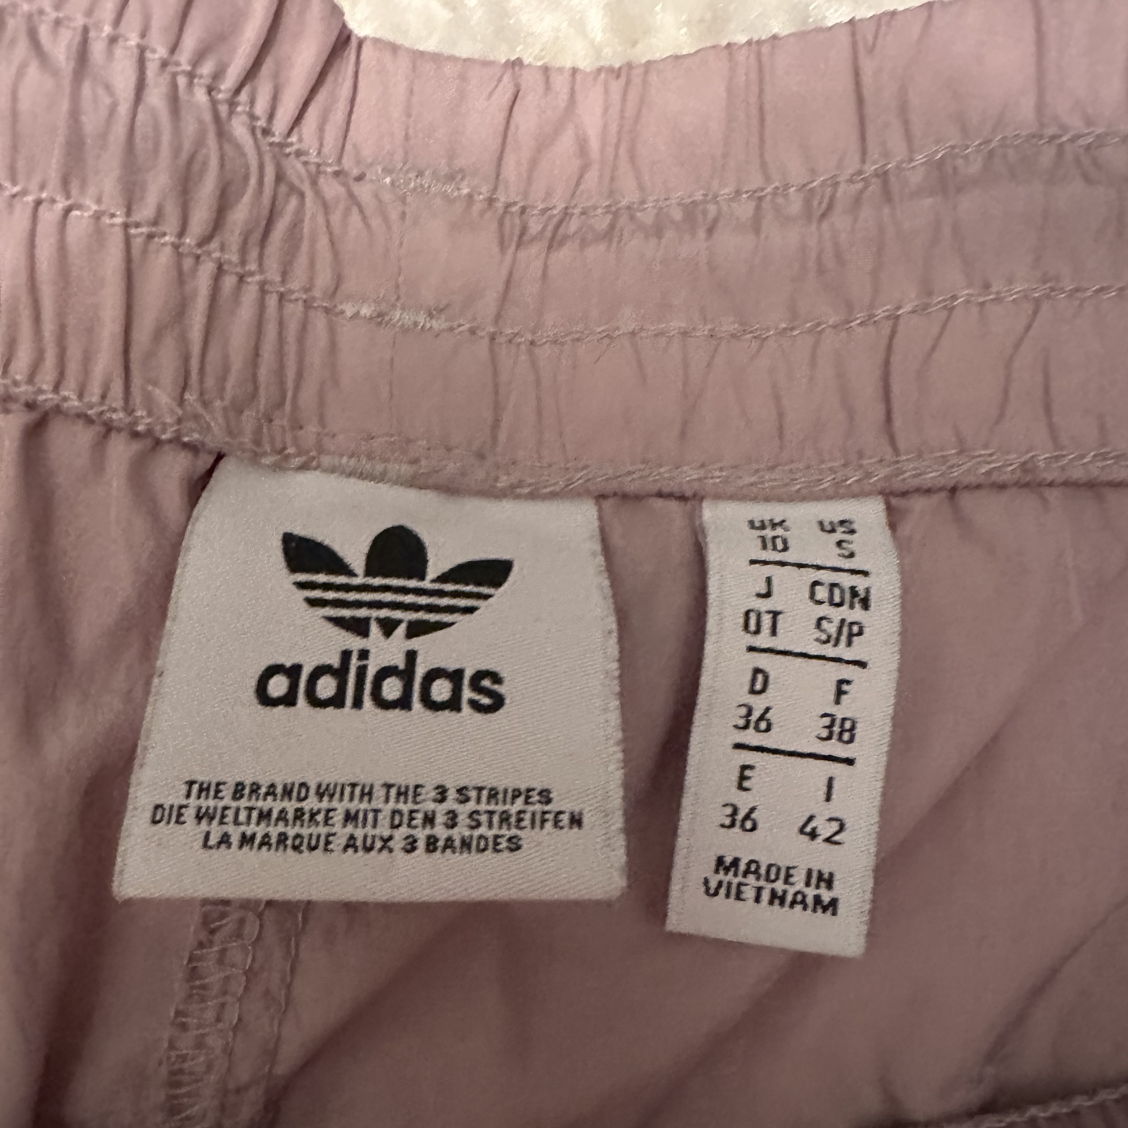 adidas
THE BRAND WITH THE 3 STRIPES
DIE WELTMARKE MIT DEN 3 STREIFEN
LA MARQUE AUX 3 BANDES
UK US
10 S
J CDN
OT S/P
D F
36 38
E I
36 42
MADE IN
VIETNAM